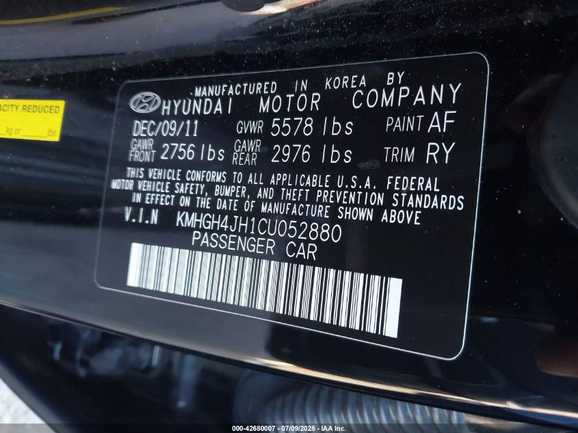 MANUFACTURED IN KOREA BY
HYUNDAI MOTOR COMPANY
DEC/09/11 GVWR 5578 lbs PAINT AF
GAWR FRONT 2756 lbs GAWR REAR 2976 lbs TRIM RY
THIS VEHICLE CONFORMS TO ALL APPLICABLE U.S.A. FEDERAL
MOTOR VEHICLE SAFETY, BUMPER, AND THEFT PREVENTION STANDARDS
IN EFFECT ON THE DATE OF MANUFACTURE SHOWN ABOVE
V.I.N KMHGH4JH1CU052880
PASSENGER CAR
ACITY REDUCED
kg or lbs
000-42680007 / 07/09/2025 - IAA Inc.